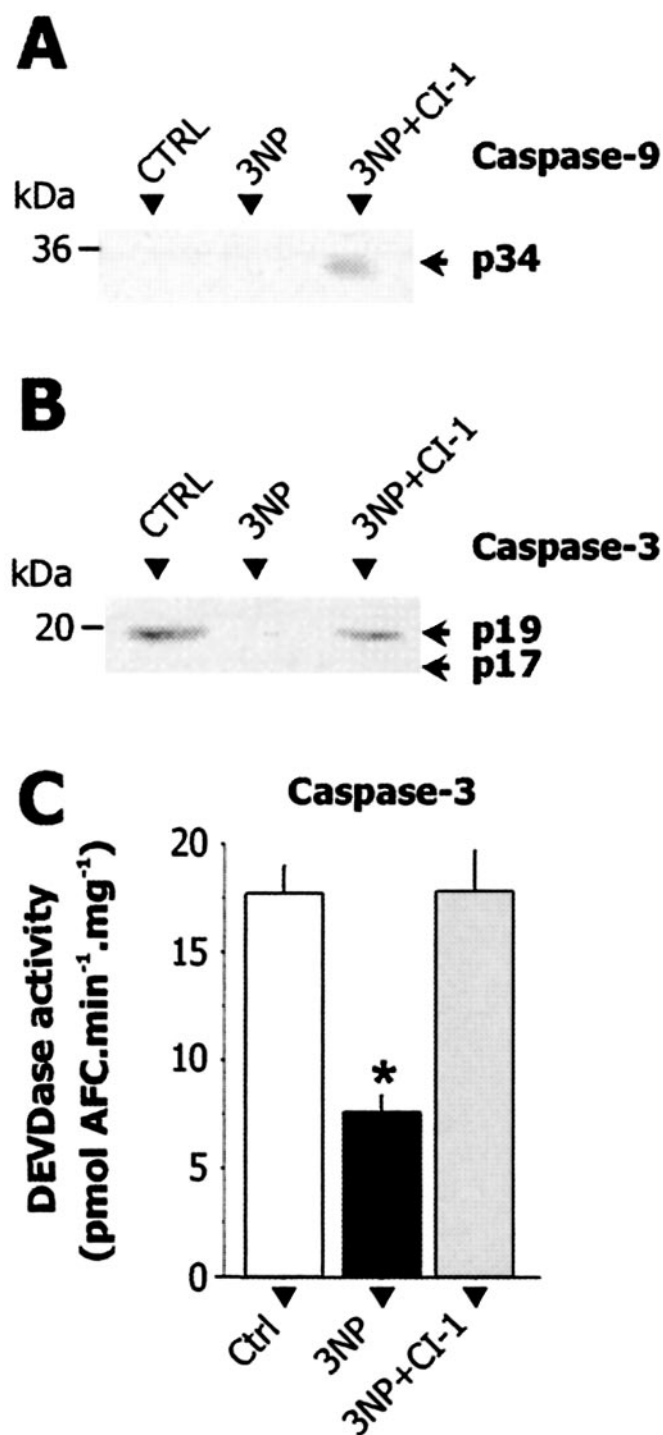 A
CTRL
3NP
3NP+CI-1
Caspase-9
kDa
36
p34
B
CTRL
3NP
3NP+CI-1
Caspase-3
kDa
20
p19
p17
C
Caspase-3
DEVDase activity
(pmol AFC.min⁻¹.mg⁻¹)
20
15
10
5
0
*
Ctrl
3NP
3NP+CI-1